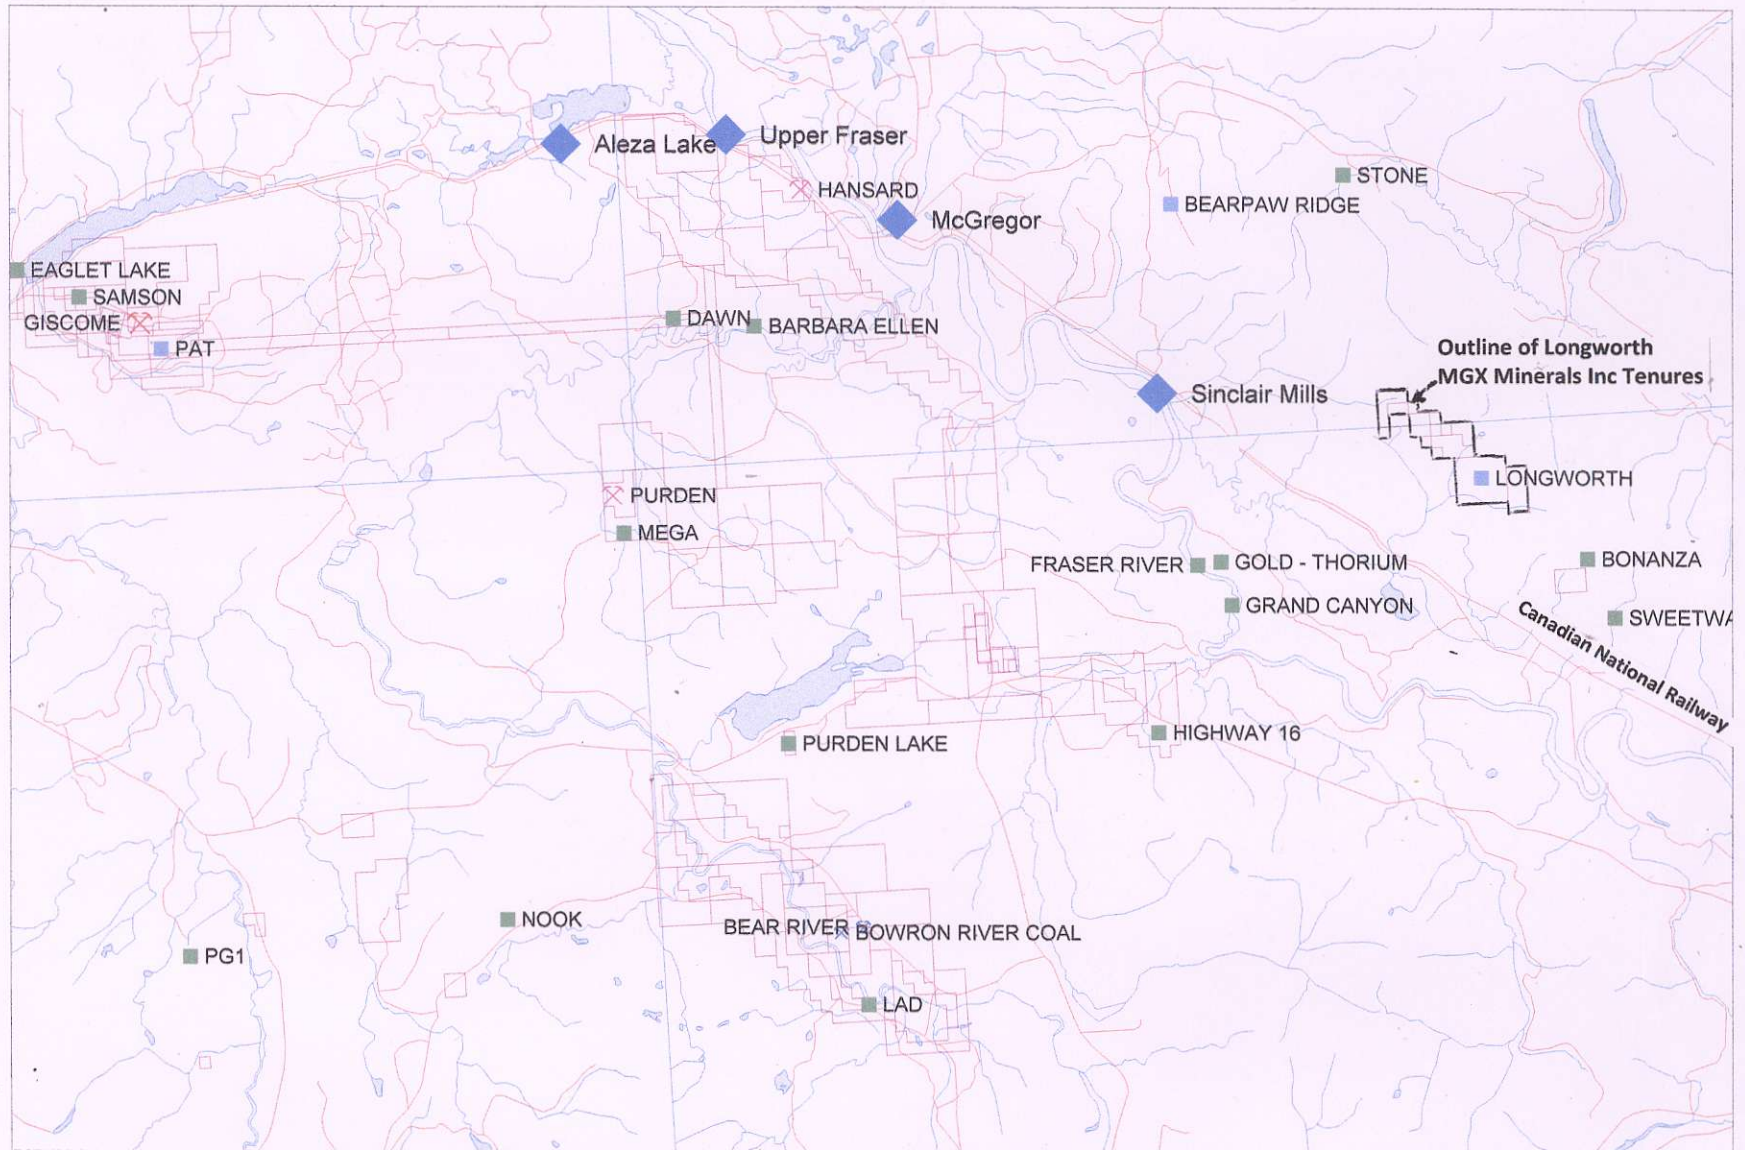 Aleza Lake
Upper Fraser
HANSARD
McGregor
STONE
BEARPAW RIDGE
EAGLET LAKE
SAMSON
GISCOME
PAT
DAWN
BARBARA ELLEN
Outline of Longworth
MGX Minerals Inc Tenures
Sinclair Mills
LONGWORTH
PURDEN
MEGA
FRASER RIVER
GOLD - THORIUM
GRAND CANYON
BONANZA
SWEETWA
Canadian National Railway
PURDEN LAKE
HIGHWAY 16
NOOK
BEAR RIVER
BOWRON RIVER COAL
PG1
LAD